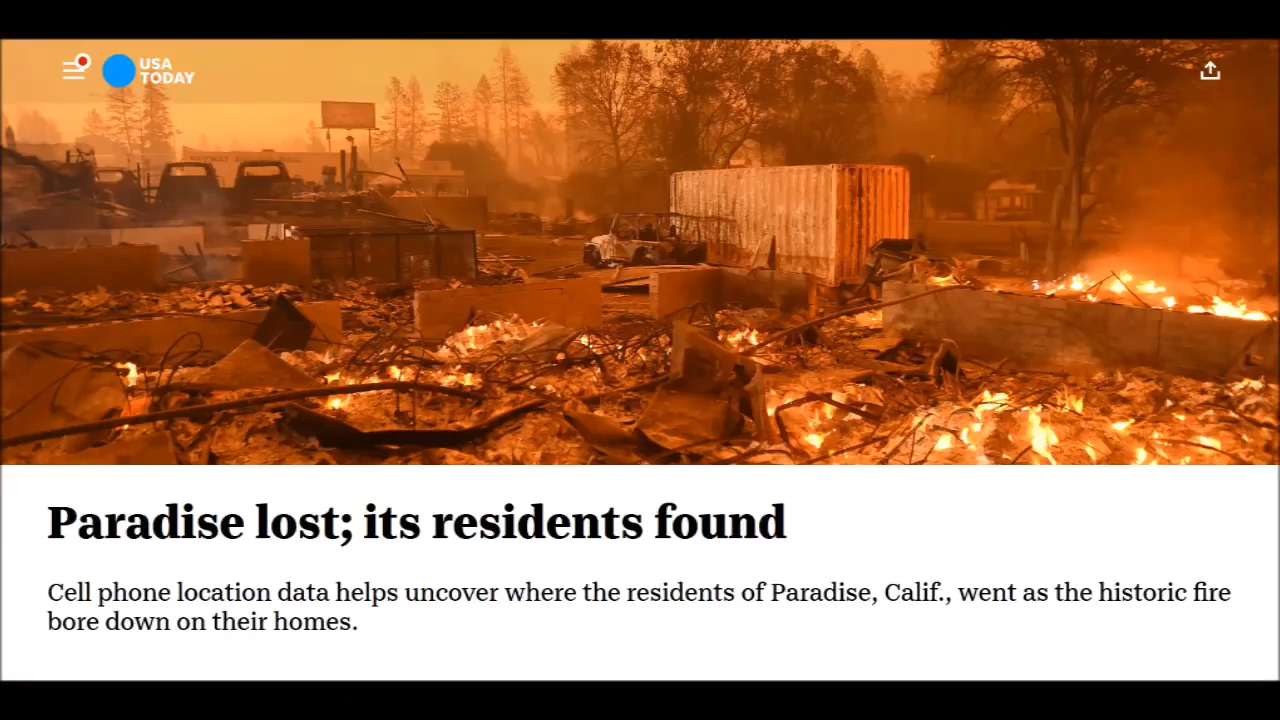 USA
TODAY
Paradise lost; its residents found
Cell phone location data helps uncover where the residents of Paradise, Calif., went as the historic fire
bore down on their homes.